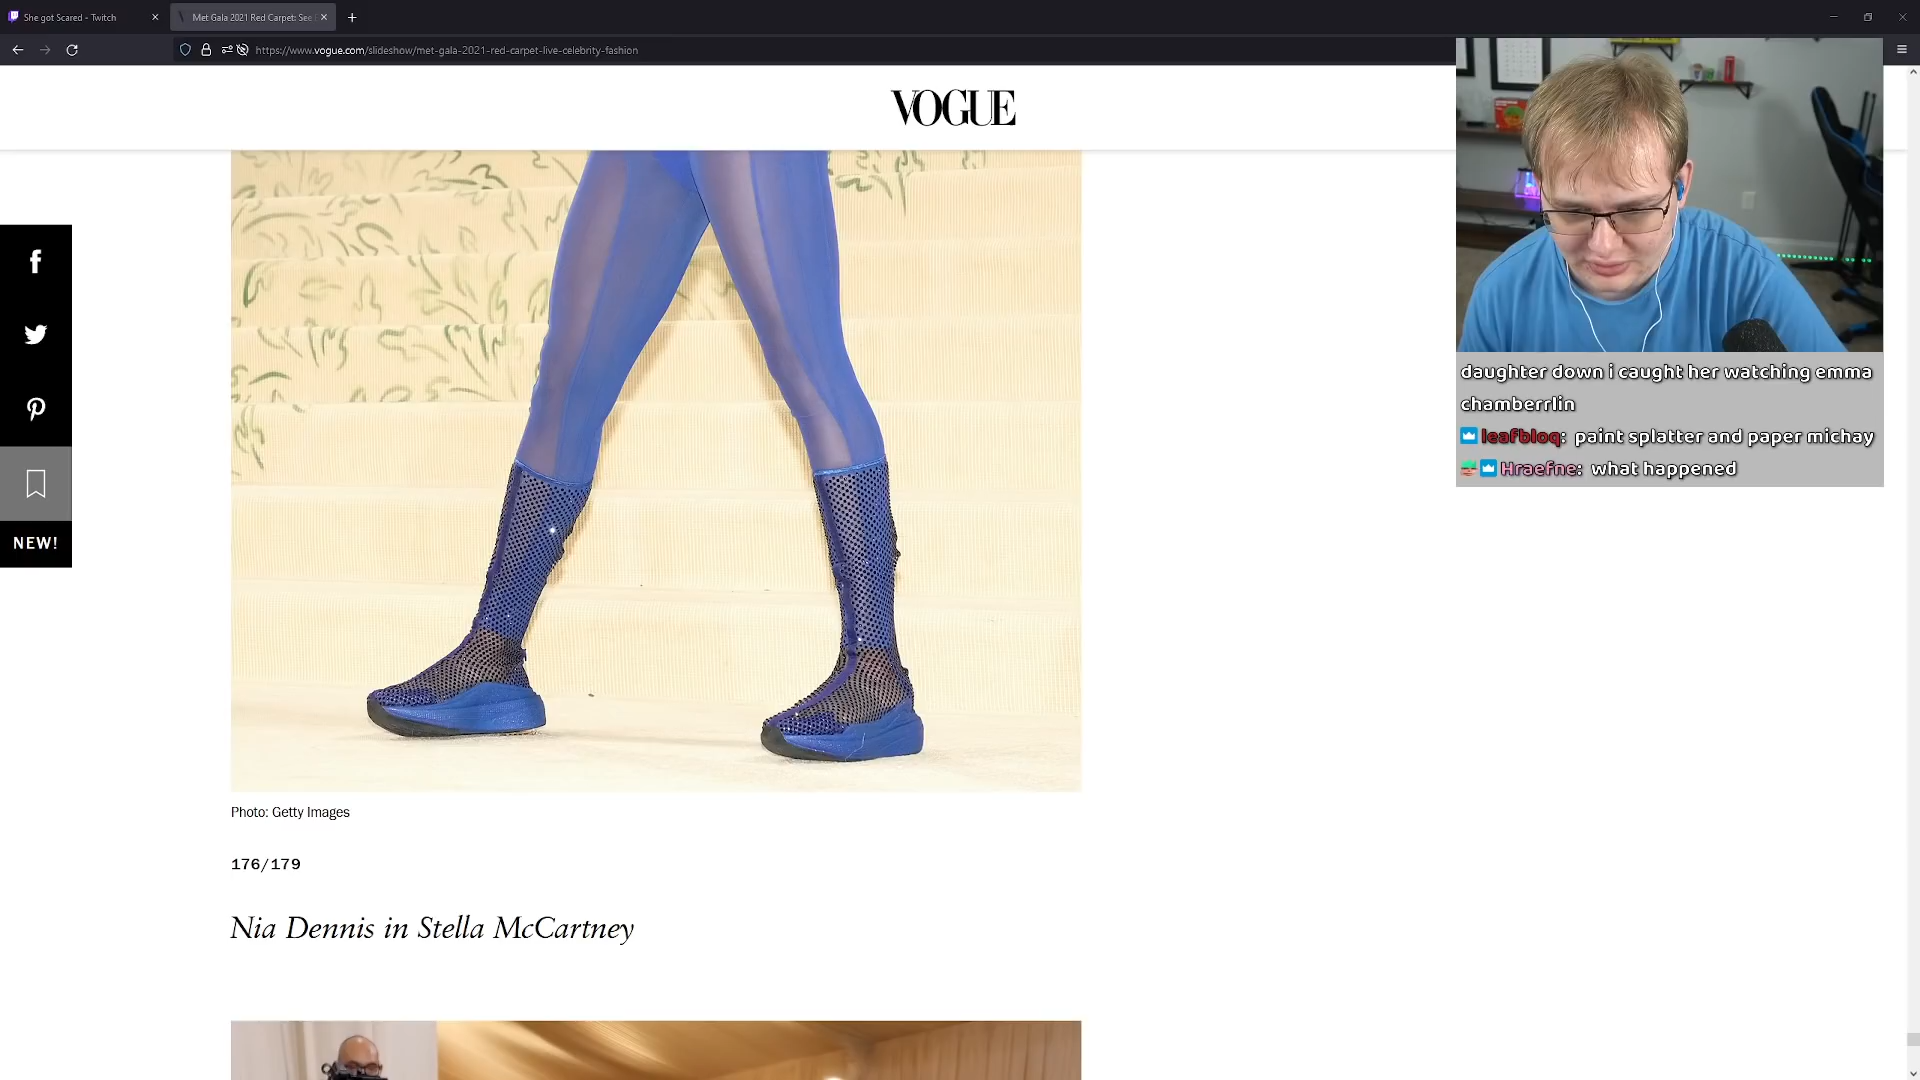 She got Scared - Twitch
Met Gala 2021 Red Carpet: See
https://www.vogue.com/slideshow/met-gala-2021-red-carpet-live-celebrity-fashion
VOGUE
NEW!
daughter down i caught her watching emma
chamberrlin
leafbloq: paint splatter and paper michay
Hraefne: what happened
Photo: Getty Images
176/179
Nia Dennis in Stella McCartney